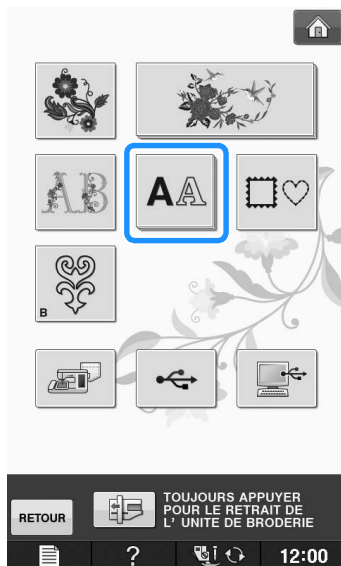 AB
AA
B
TOUJOURS APPUYER
POUR LE RETRAIT DE
L' UNITE DE BRODERIE
RETOUR
?
12:00